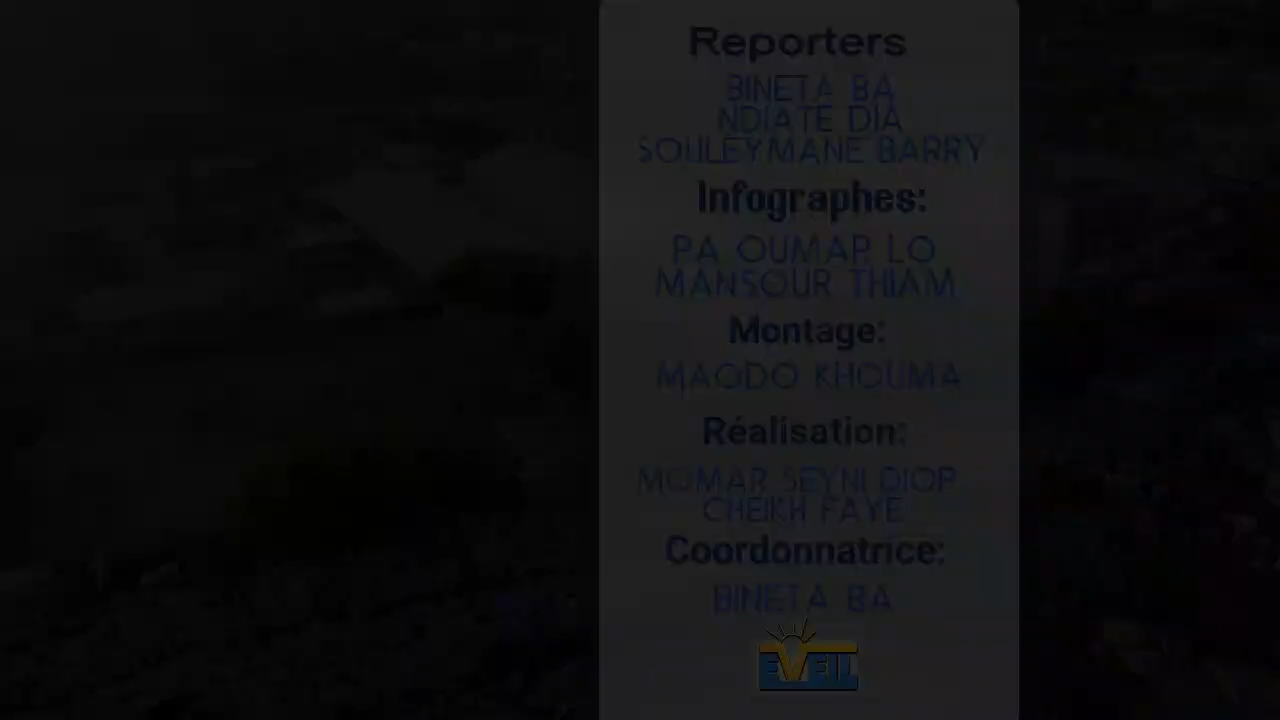 Reporters
BINETA BA
NDIATE DIA
SOULEYMANE BARRY
Infographes:
PA OUMAR LO
MANSOUR THIAM
Montage:
MAODO KHOUMA
Réalisation:
MOMAR SEYNI DIOP
CHEIKH FAYE
Coordonnatrice:
BINETA BA
EVEIL